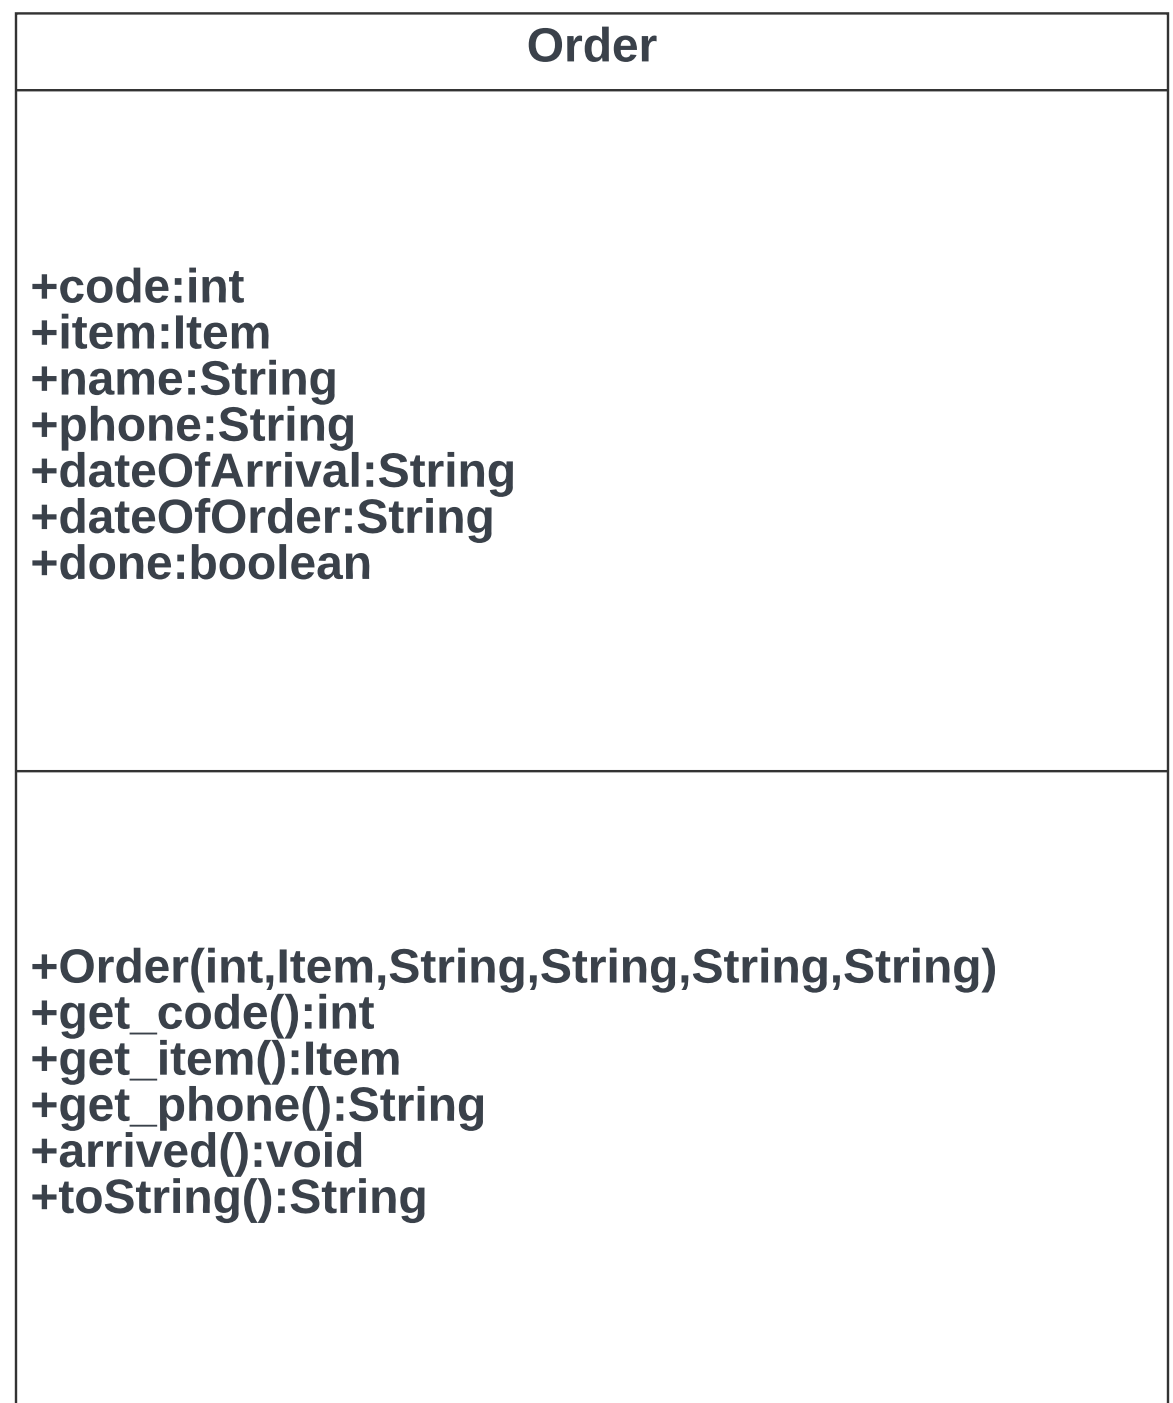 Order
+code:int
+item:Item
+name:String
+phone:String
+dateOfArrival:String
+dateOfOrder:String
+done:boolean
+Order(int,Item,String,String,String,String)
+get_code():int
+get_item():Item
+get_phone():String
+arrived():void
+toString():String